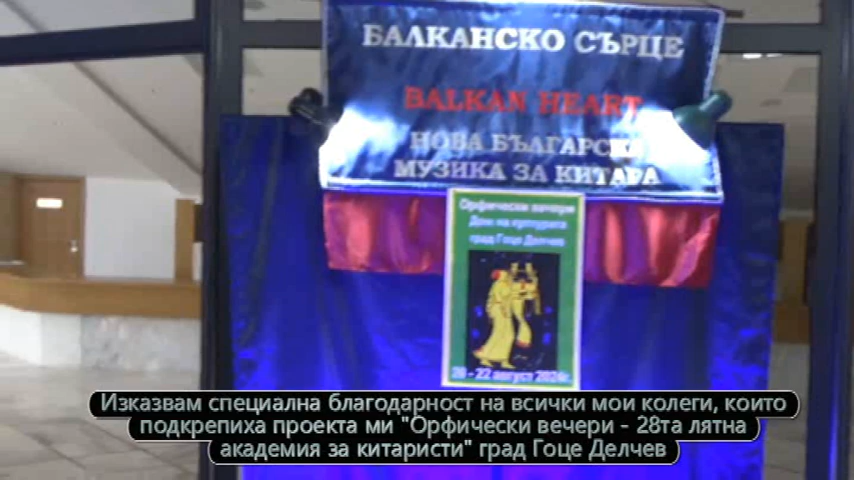 БАЛКАНСКО СЪРЦЕ
BALKAN HEART
НОВА БЪЛГАРСКА
МУЗИКА ЗА КИТАРА
Орфически вечери
Дом на културата
град Гоце Делчев
20 - 22 август 2024г.
Изказвам специална благодарност на всички мои колеги, които
подкрепиха проекта ми "Орфически вечери - 28та лятна
академия за китаристи" град Гоце Делчев